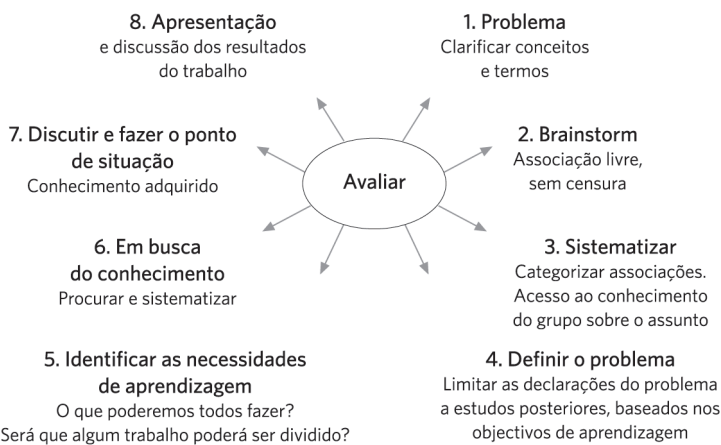 8. Apresentação
e discussão dos resultados
do trabalho
1. Problema
Clarificar conceitos
e termos
7. Discutir e fazer o ponto
de situação
Conhecimento adquirido
2. Brainstorm
Associação livre,
sem censura
Avaliar
6. Em busca
do conhecimento
Procurar e sistematizar
3. Sistematizar
Categorizar associações.
Acesso ao conhecimento
do grupo sobre o assunto
5. Identificar as necessidades
de aprendizagem
O que poderemos todos fazer?
Será que algum trabalho poderá ser dividido?
4. Definir o problema
Limitar as declarações do problema
a estudos posteriores, baseados nos
objectivos de aprendizagem